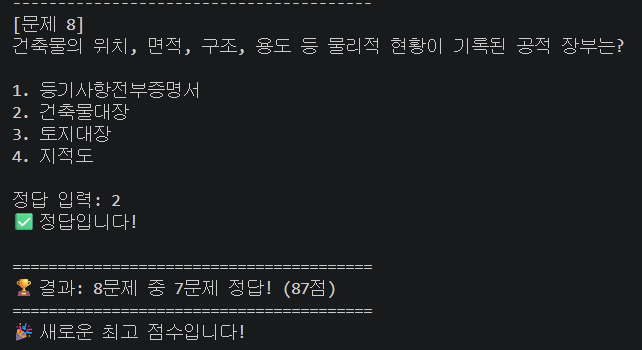 ----------------------------------------
[문제 8]
건축물의 위치, 면적, 구조, 용도 등 물리적 현황이 기록된 공적 장부는?
1. 등기사항전부증명서
2. 건축물대장
3. 토지대장
4. 지적도
정답 입력: 2
✅ 정답입니다!
========================================
🏆 결과: 8문제 중 7문제 정답! (87점)
========================================
🎉 새로운 최고 점수입니다!